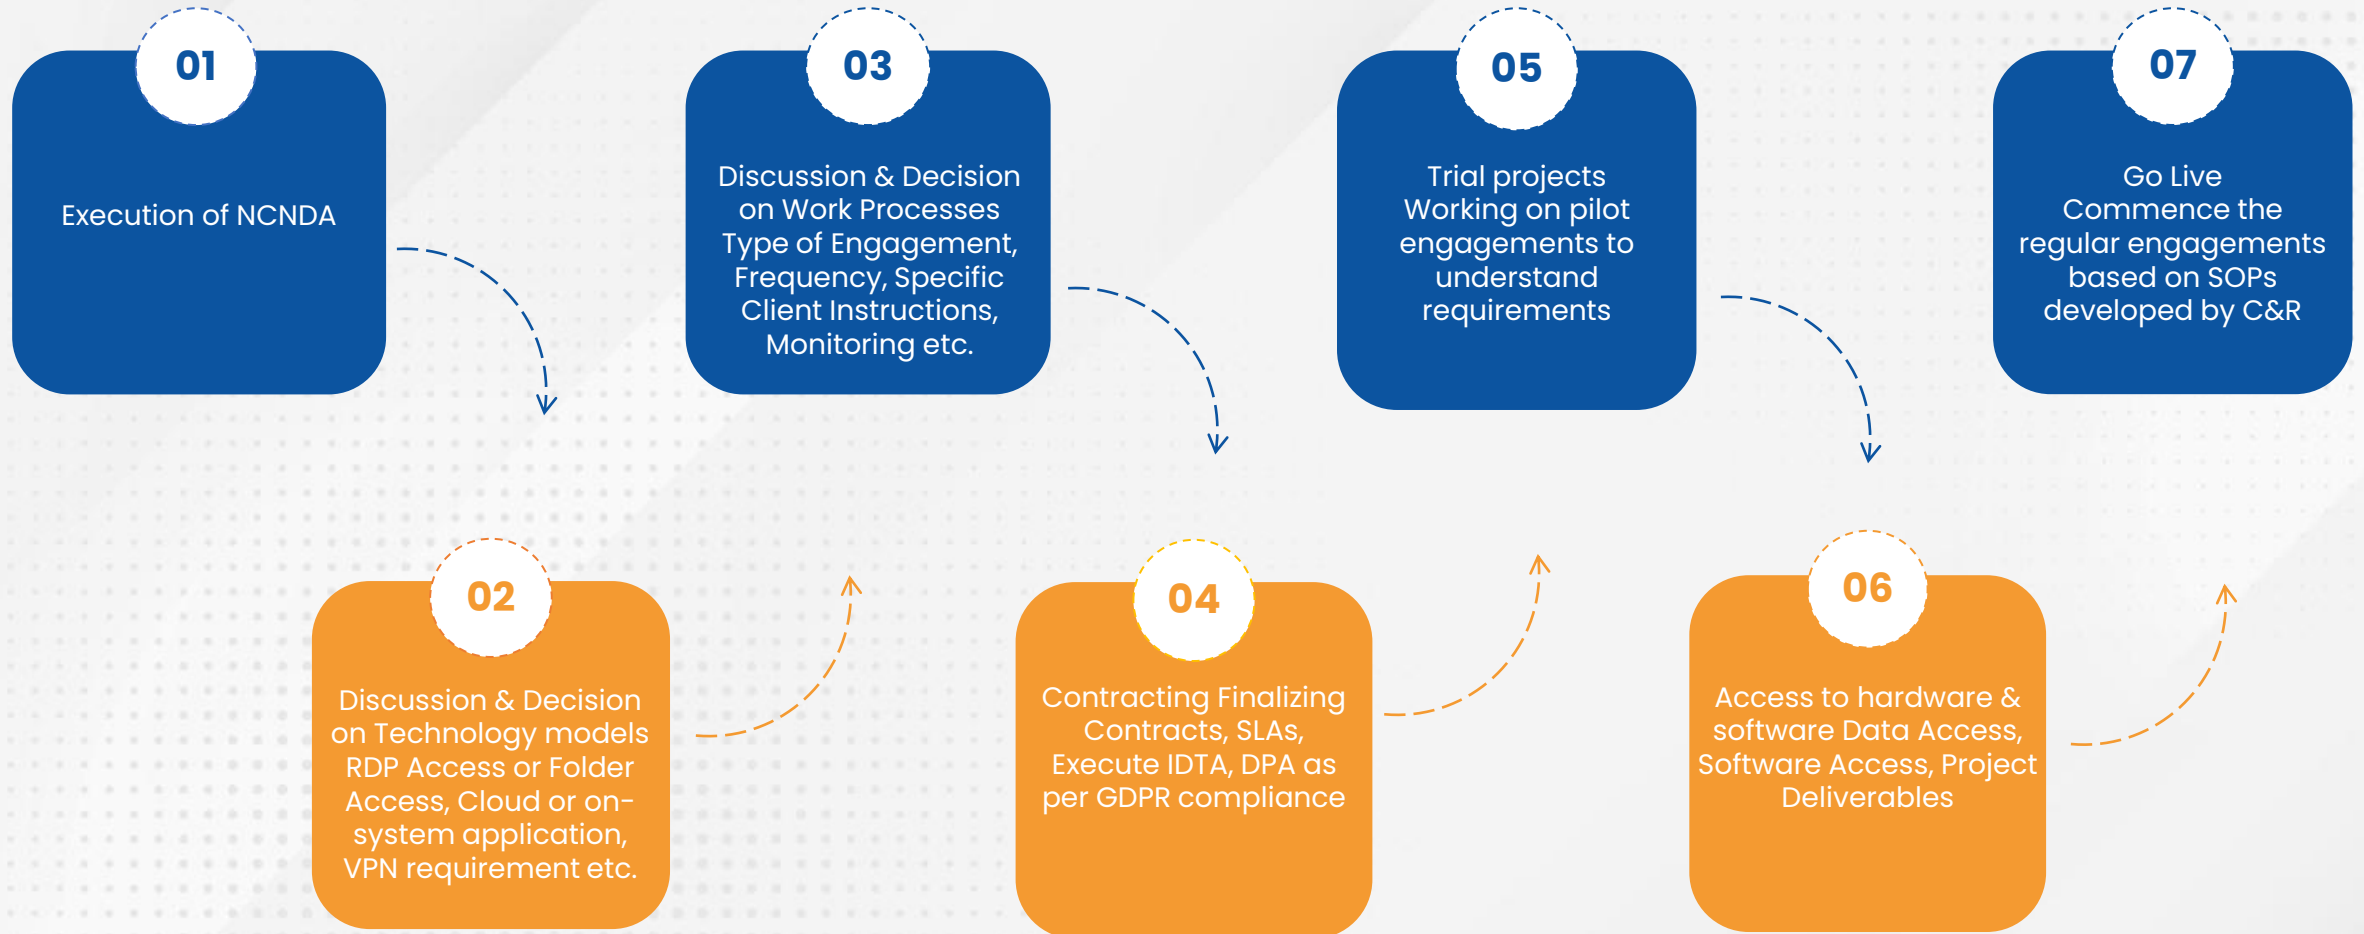 01
Execution of NCNDA
02
Discussion & Decision
on Technology models
RDP Access or Folder
Access, Cloud or on-
system application,
VPN requirement etc.
03
Discussion & Decision
on Work Processes
Type of Engagement,
Frequency, Specific
Client Instructions,
Monitoring etc.
04
Contracting Finalizing
Contracts, SLAs,
Execute IDTA, DPA as
per GDPR compliance
05
Trial projects
Working on pilot
engagements to
understand
requirements
06
Access to hardware &
software Data Access,
Software Access, Project
Deliverables
07
Go Live
Commence the
regular engagements
based on SOPs
developed by C&R